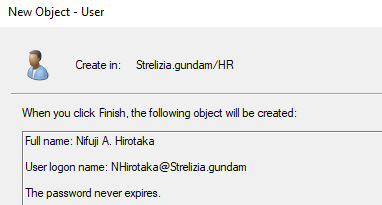 New Object - User
Create in: Strelizia.gundam/HR
When you click Finish, the following object will be created:
Full name: Nifuji A. Hirotaka
User logon name: NHirotaka@Strelizia.gundam
The password never expires.